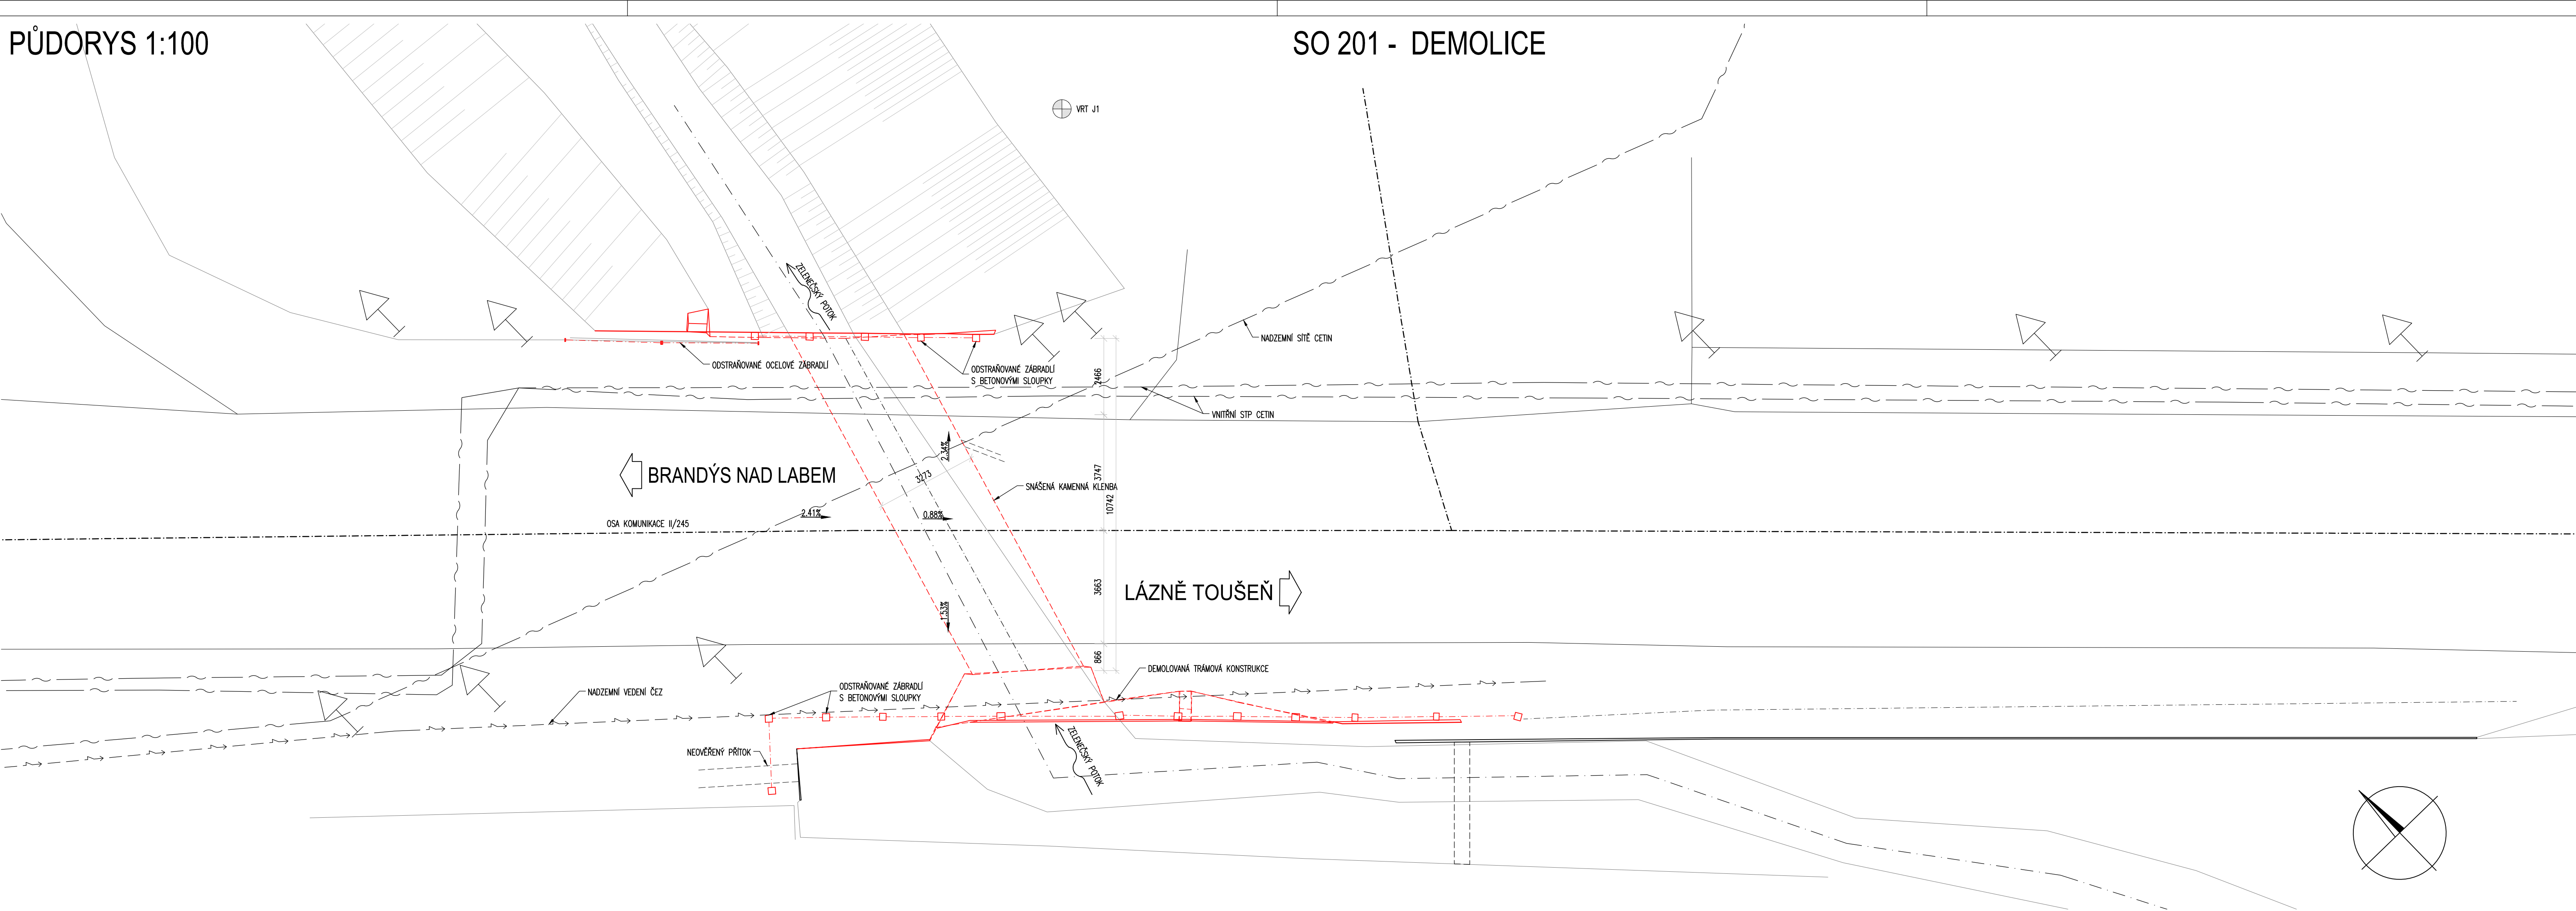 PŮDORYS 1:100
SO 201 - DEMOLICE
VRT J1
ZELENEČSKÝ POTOK
NADZEMNÍ SÍTĚ CETIN
ODSTRAŇOVANÉ OCELOVÉ ZÁBRADLÍ
ODSTRAŇOVANÉ ZÁBRADLÍ
S BETONOVÝMI SLOUPKY
2466
VNITŘNÍ STP CETIN
2.34%
BRANDÝS NAD LABEM
3273
3747
SNÁŠENÁ KAMENNÁ KLENBA
10742
2.41%
0.88%
OSA KOMUNIKACE II/245
3663
LÁZNĚ TOUŠEŇ
1.53%
866
DEMOLOVANÁ TRÁMOVÁ KONSTRUKCE
NADZEMNÍ VEDENÍ ČEZ
ODSTRAŇOVANÉ ZÁBRADLÍ
S BETONOVÝMI SLOUPKY
NEOVĚŘENÝ PŘÍTOK
ZELENEČSKÝ POTOK